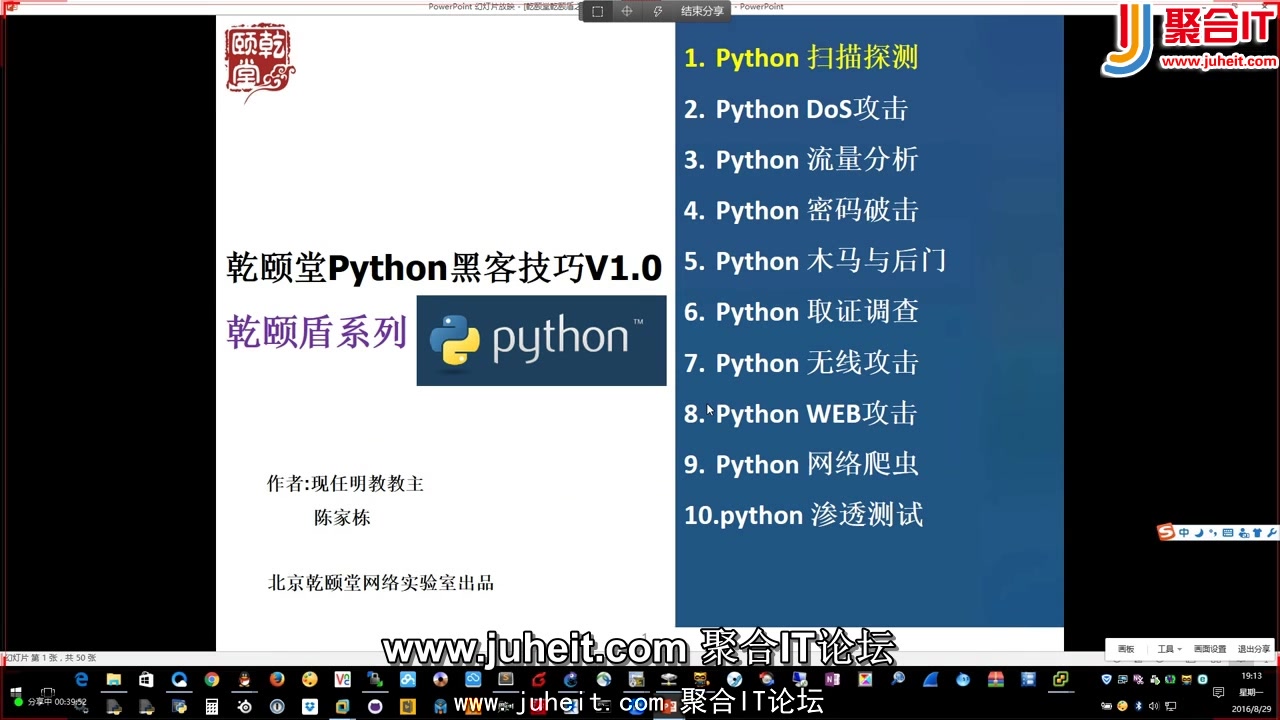 PowerPoint 幻灯片放映 - [乾颐堂乾颐盾之
结束分享
- PowerPoint
聚合IT
www.juheit.com
乾颐堂
1. Python 扫描探测
2. Python DoS攻击
3. Python 流量分析
4. Python 密码破击
5. Python 木马与后门
6. Python 取证调查
7. Python 无线攻击
8. Python WEB攻击
9. Python 网络爬虫
10.python 渗透测试
乾颐堂Python黑客技巧V1.0
乾颐盾系列
python™
作者:现任明教教主
陈家栋
北京乾颐堂网络实验室出品
中
1
www.juheit.com 聚合IT论坛
幻灯片 第 1 张，共 50 张
画板
工具
画面设置
退出分享
分享中 00:39:52
www.juheit.com 聚合IT论坛
19:13
星期一
2016/8/29